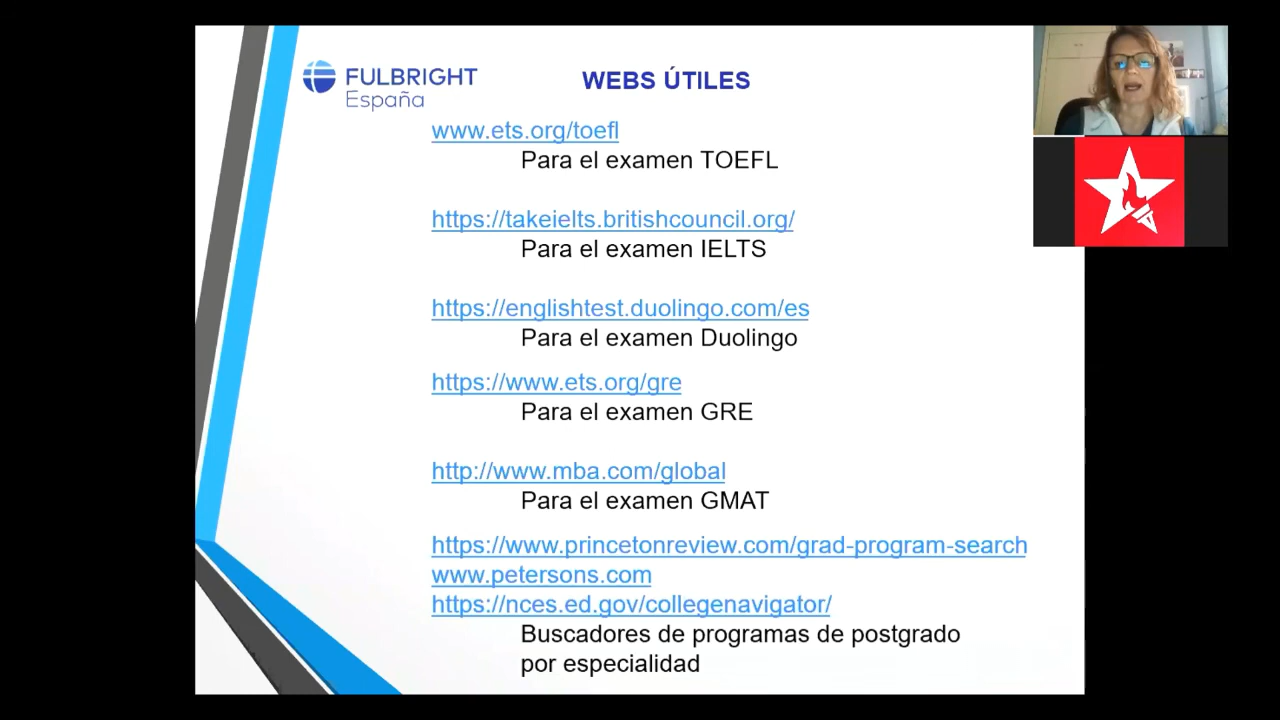 FULBRIGHT
España
WEBS ÚTILES
www.ets.org/toefl
Para el examen TOEFL
https://takeielts.britishcouncil.org/
Para el examen IELTS
https://englishtest.duolingo.com/es
Para el examen Duolingo
https://www.ets.org/gre
Para el examen GRE
http://www.mba.com/global
Para el examen GMAT
https://www.princetonreview.com/grad-program-search
www.petersons.com
https://nces.ed.gov/collegenavigator/
Buscadores de programas de postgrado
por especialidad